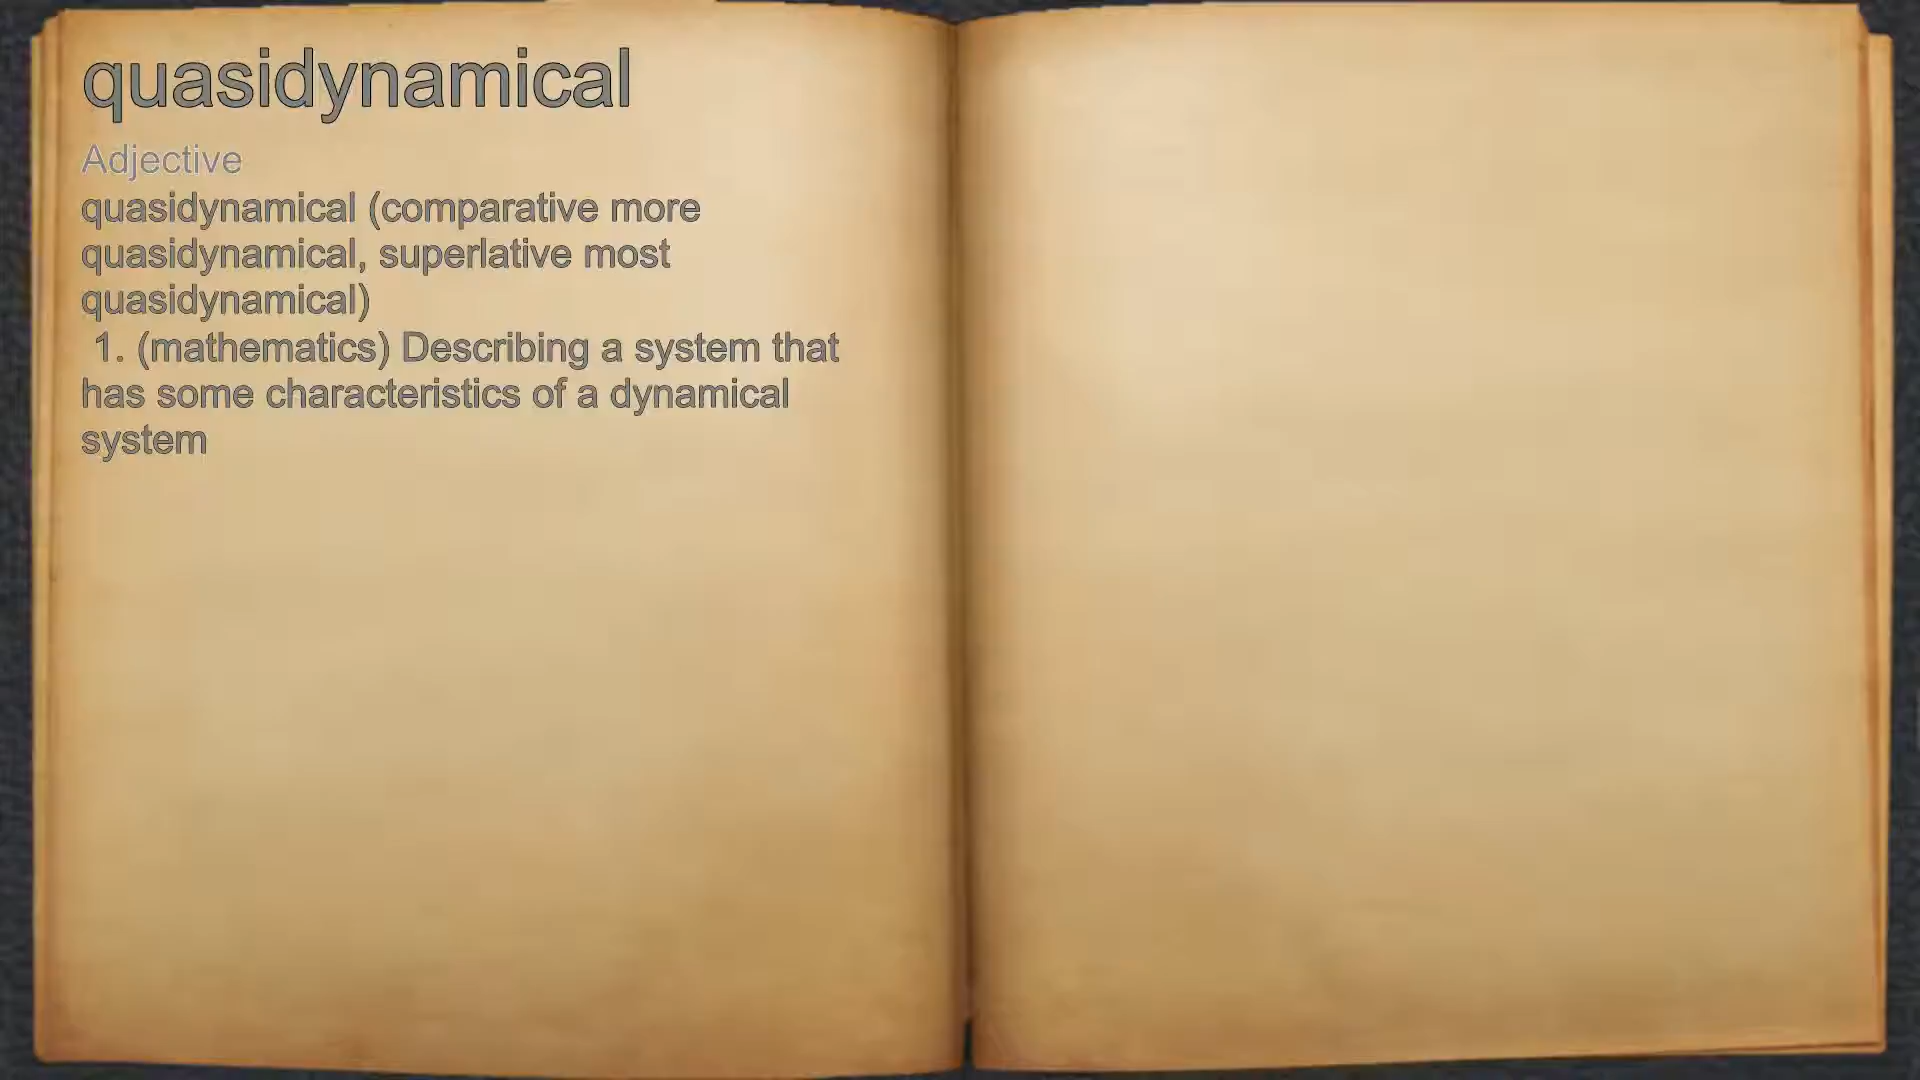 quasidynamical
Adjective
quasidynamical (comparative more
quasidynamical, superlative most
quasidynamical)
1. (mathematics) Describing a system that
has some characteristics of a dynamical
system